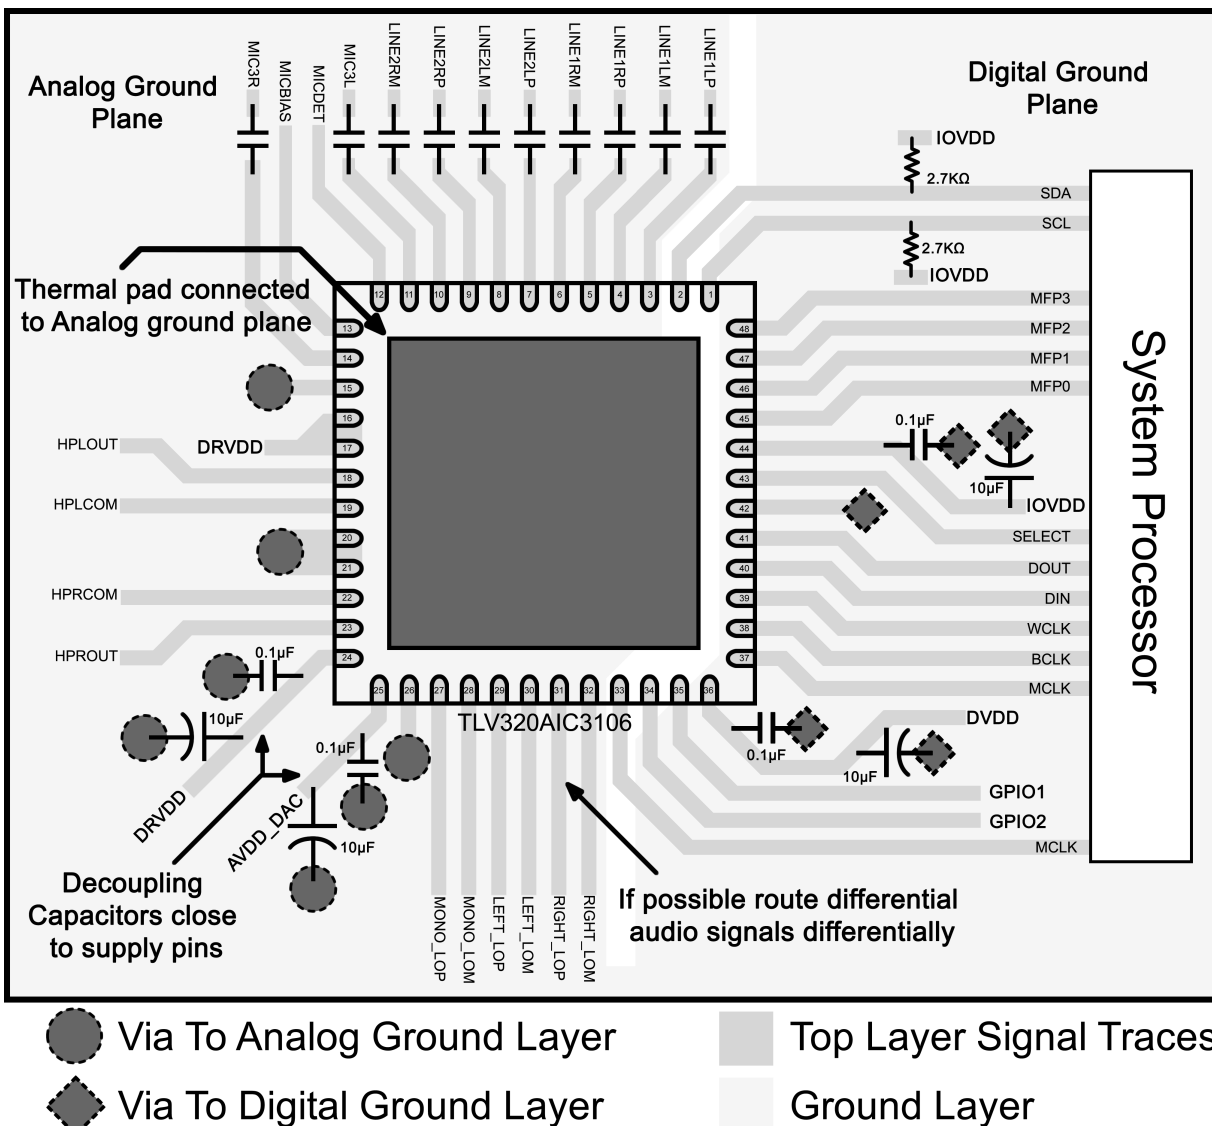 MIC3R
MICBIAS
MICDET
MIC3L
LINE2RM
LINE2RP
LINE2LM
LINE2LP
LINE1RM
LINE1RP
LINE1LM
LINE1LP
Analog Ground
Plane
Digital Ground
Plane
IOVDD
2.7KΩ
SDA
SCL
2.7KΩ
IOVDD
Thermal pad connected
to Analog ground plane
12
11
10
9
8
7
6
5
4
3
2
1
13
14
15
16
17
18
19
20
21
22
23
24
48
47
46
45
44
43
42
41
40
39
38
37
25
26
27
28
29
30
31
32
33
34
35
36
MFP3
MFP2
MFP1
MFP0
0.1µF
10µF
IOVDD
SELECT
DOUT
DIN
WCLK
BCLK
MCLK
DVDD
0.1µF
10µF
GPIO1
GPIO2
MCLK
System Processor
HPLOUT
DRVDD
HPLCOM
HPRCOM
HPROUT
0.1µF
10µF
TLV320AIC3106
0.1µF
DRVDD
AVDD_DAC
10µF
Decoupling
Capacitors close
to supply pins
MONO_LOP
MONO_LOM
LEFT_LOP
LEFT_LOM
RIGHT_LOP
RIGHT_LOM
If possible route differential
audio signals differentially
Via To Analog Ground Layer
Top Layer Signal Traces
Via To Digital Ground Layer
Ground Layer